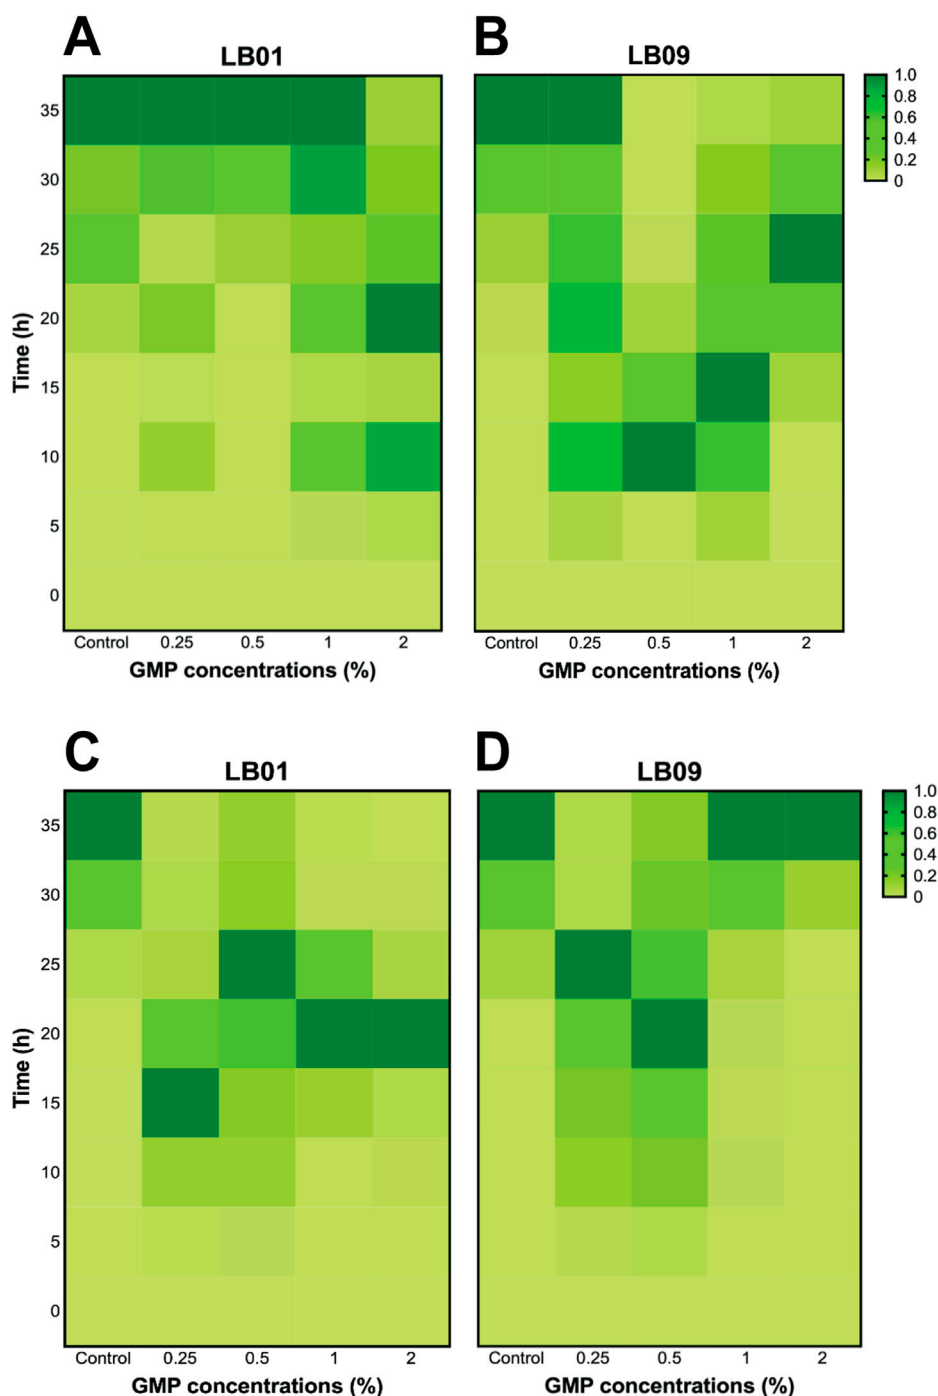 A
LB01
35
30
25
20
15
10
5
0
Time (h)
Control 0.25 0.5 1 2
GMP concentrations (%)
B
LB09
1.0
0.8
0.6
0.4
0.2
0
Control 0.25 0.5 1 2
GMP concentrations (%)
C
LB01
35
30
25
20
15
10
5
0
Time (h)
Control 0.25 0.5 1 2
GMP concentrations (%)
D
LB09
1.0
0.8
0.6
0.4
0.2
0
Control 0.25 0.5 1 2
GMP concentrations (%)